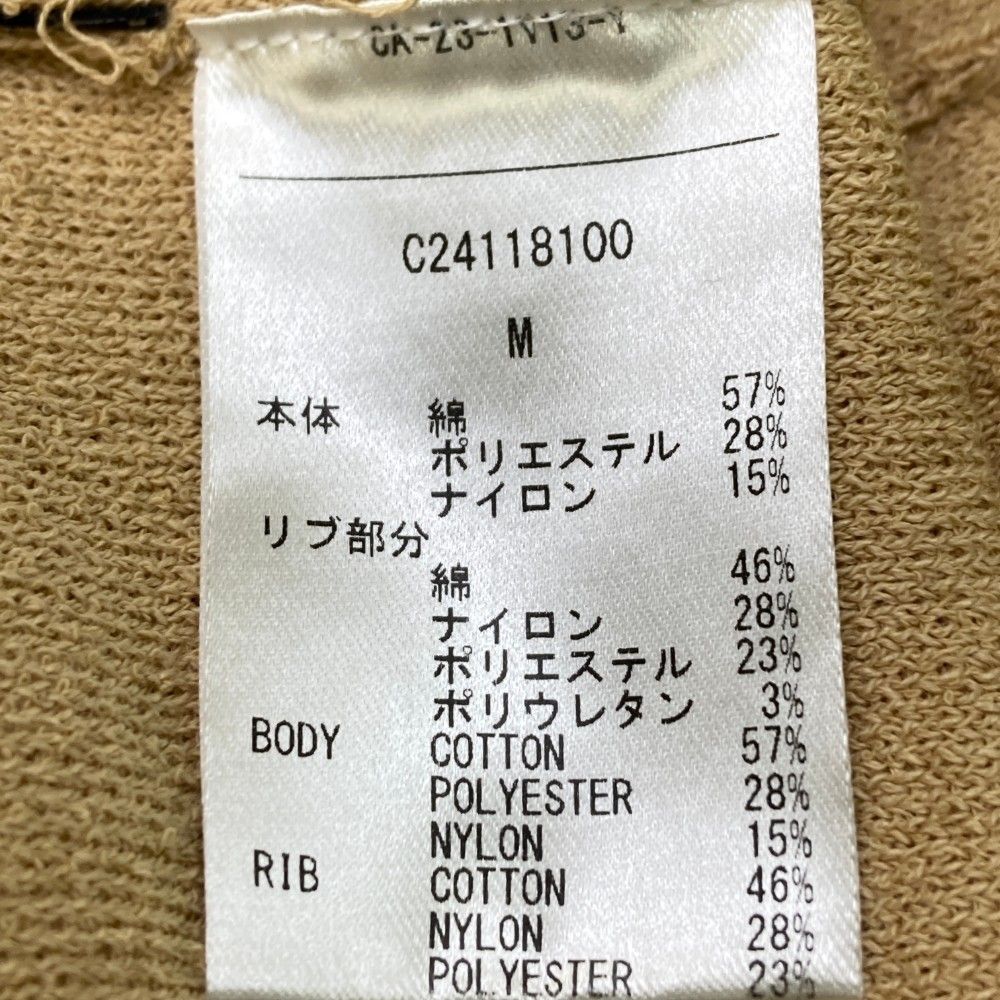 C24118100
M
本体 綿 57%
ポリエステル 28%
ナイロン 15%
リブ部分
綿 46%
ナイロン 28%
ポリエステル 23%
ポリウレタン 3%
BODY COTTON 57%
POLYESTER 28%
NYLON 15%
RIB COTTON 46%
NYLON 28%
POLYESTER 23%